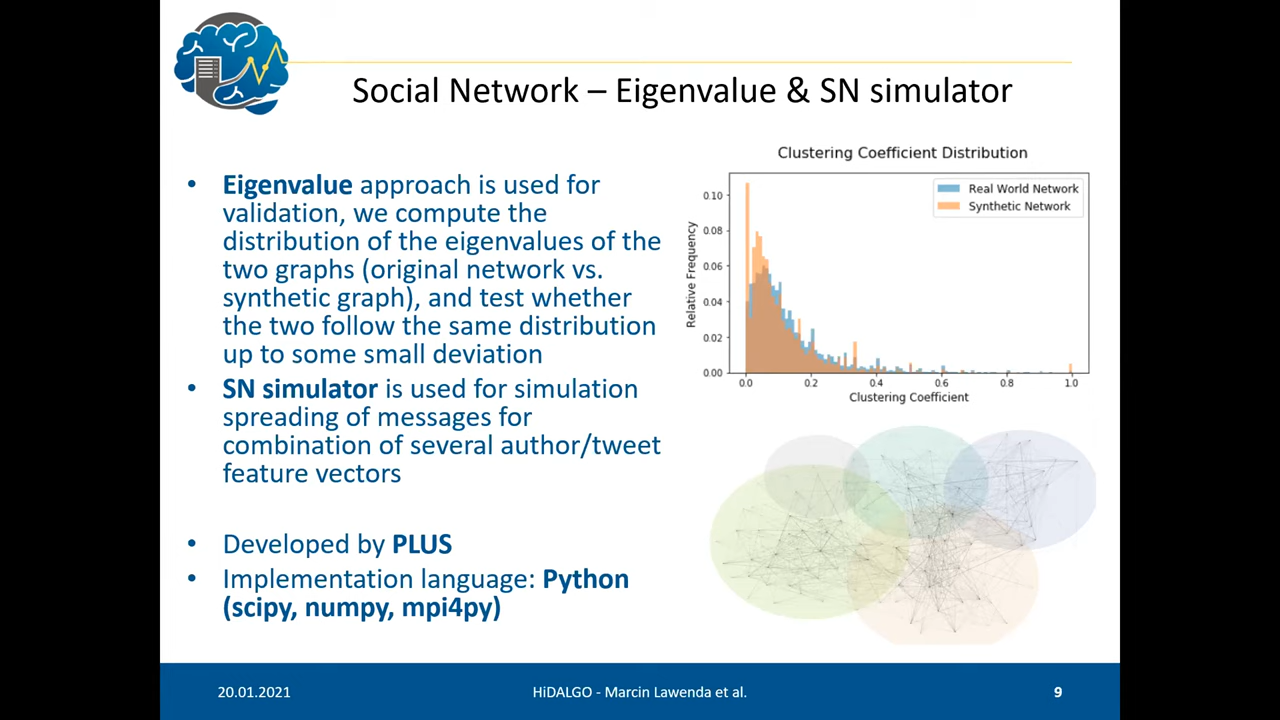 Social Network – Eigenvalue & SN simulator
• Eigenvalue approach is used for
validation, we compute the
distribution of the eigenvalues of the
two graphs (original network vs.
synthetic graph), and test whether
the two follow the same distribution
up to some small deviation
• SN simulator is used for simulation
spreading of messages for
combination of several author/tweet
feature vectors
• Developed by PLUS
• Implementation language: Python
(scipy, numpy, mpi4py)
Clustering Coefficient Distribution
Real World Network
Synthetic Network
Relative Frequency
0.10
0.08
0.06
0.04
0.02
0.00
0.0 0.2 0.4 0.6 0.8 1.0
Clustering Coefficient
20.01.2021
HiDALGO - Marcin Lawenda et al.
9